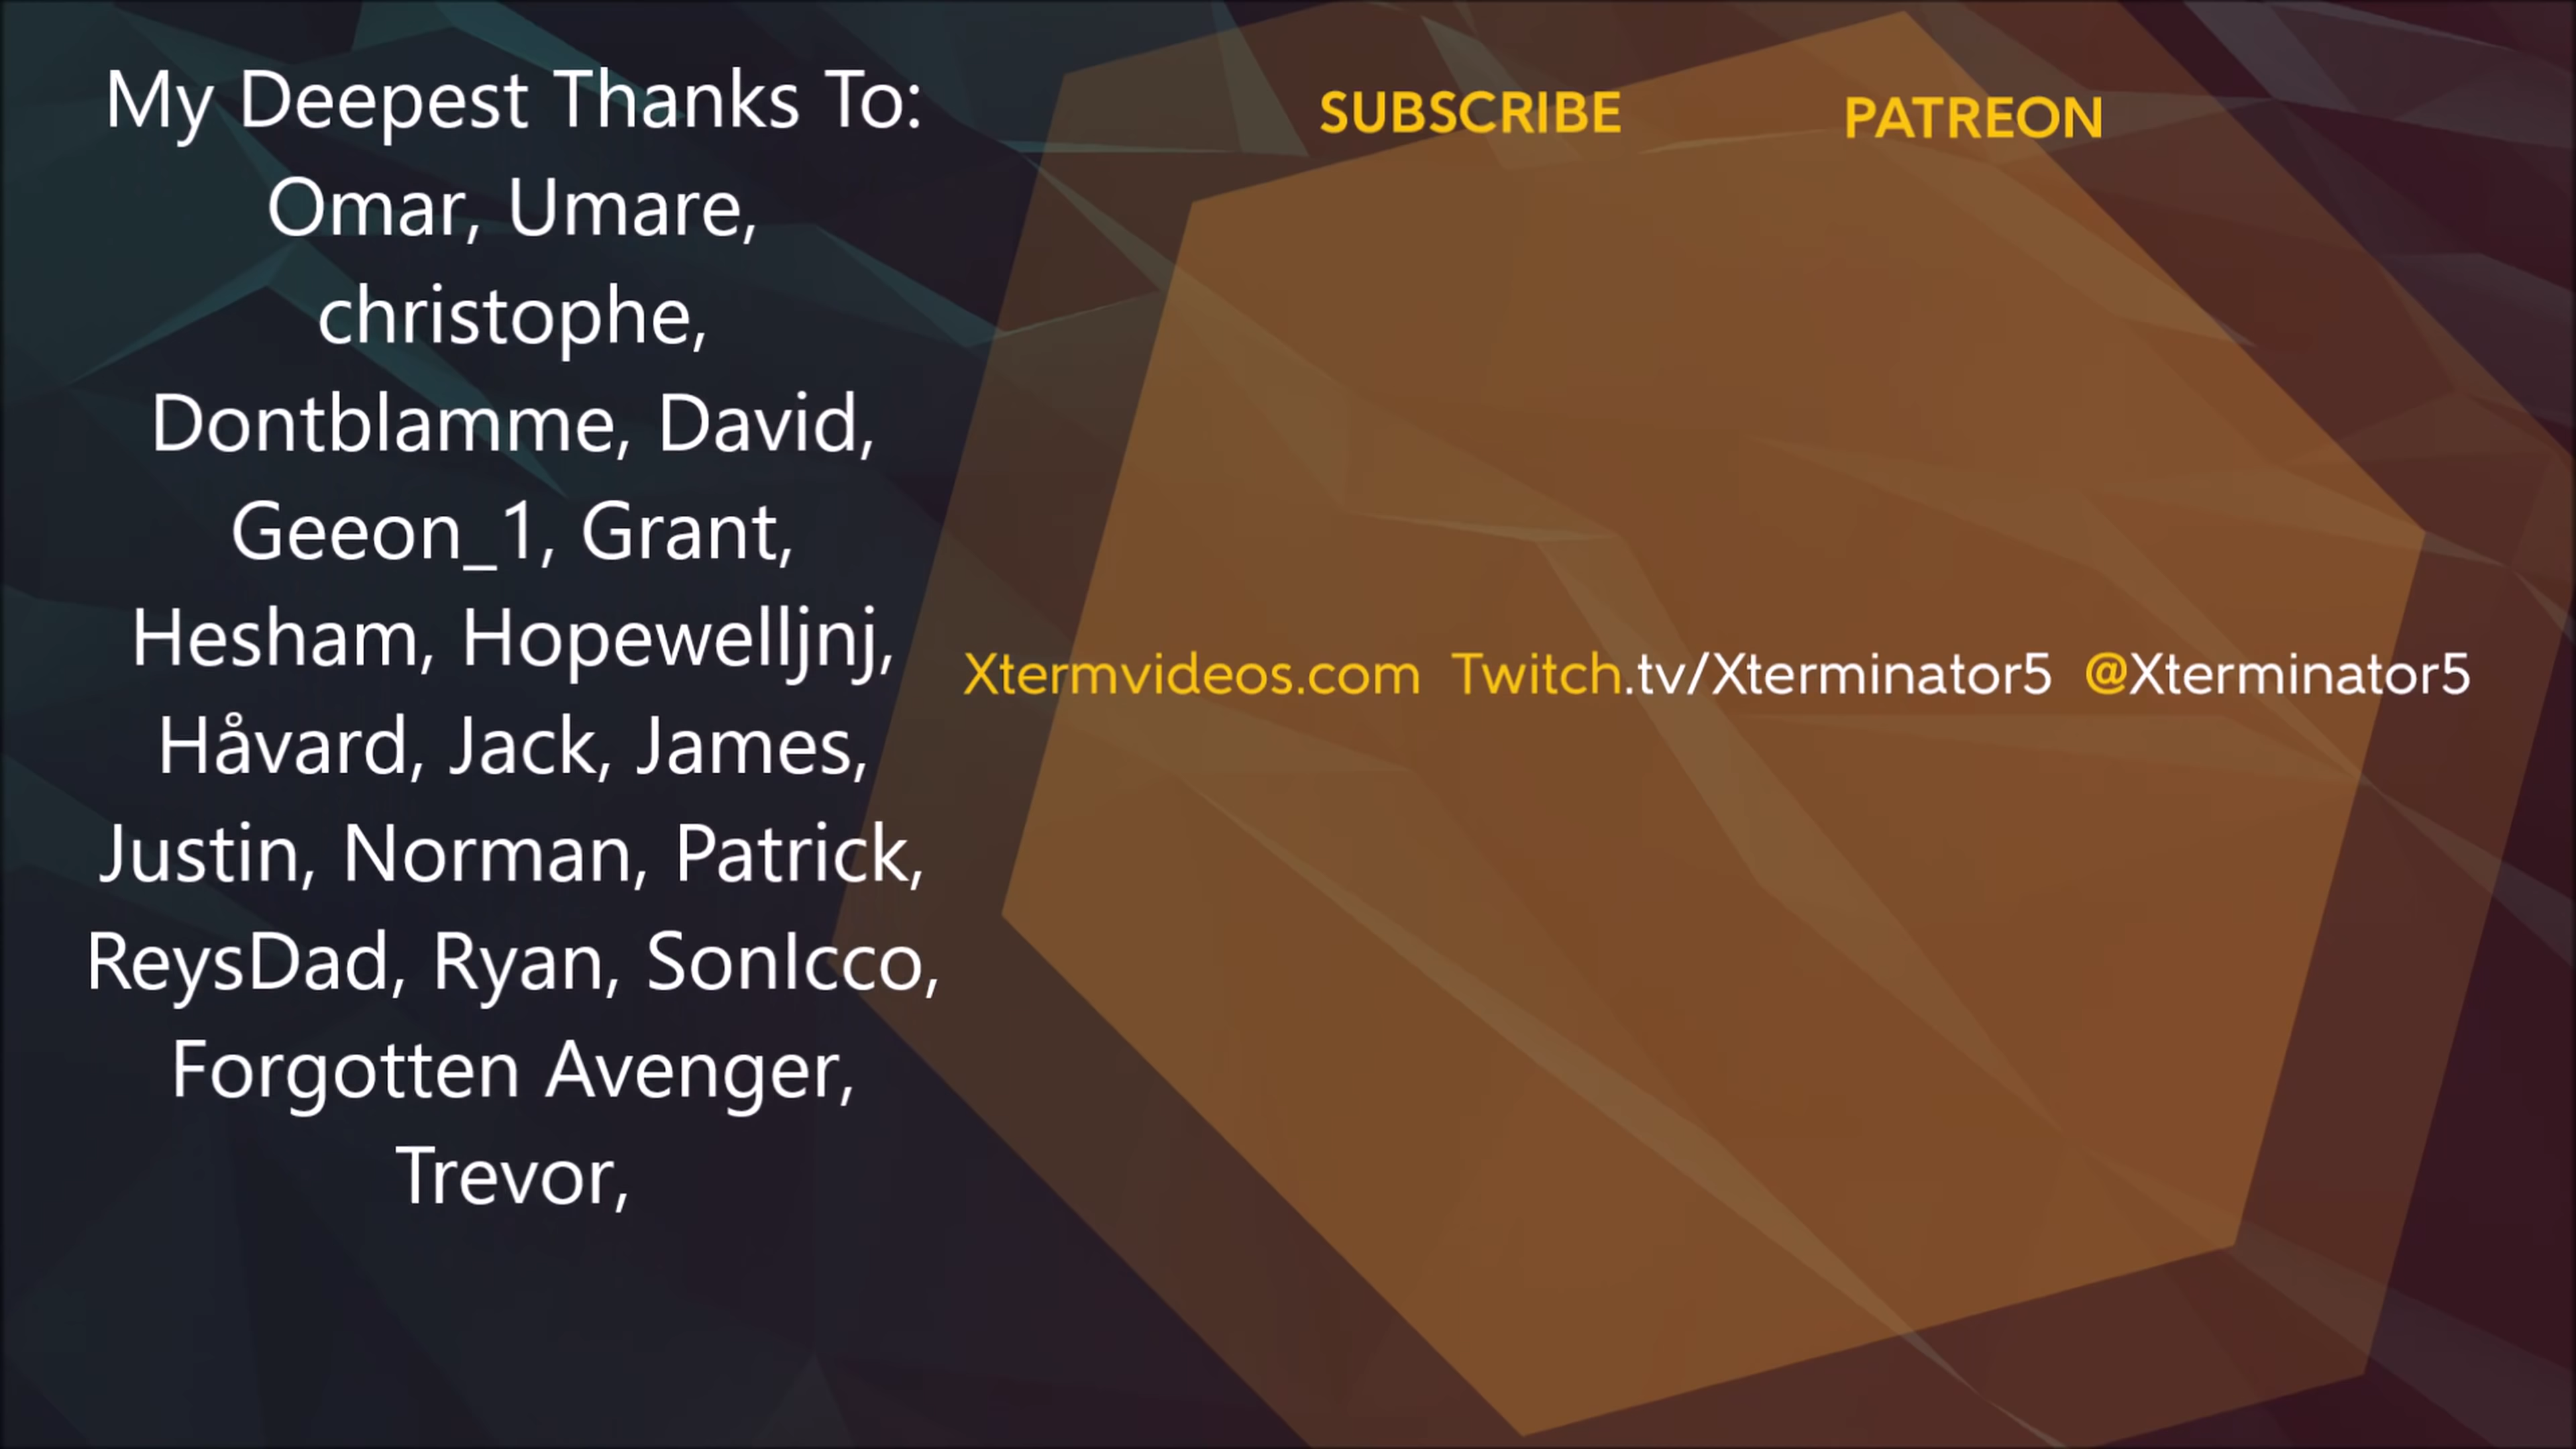 My Deepest Thanks To:
Omar, Umare,
christophe,
Dontblamme, David,
Geeon_1, Grant,
Hesham, Hopewelljnj,
Håvard, Jack, James,
Justin, Norman, Patrick,
ReysDad, Ryan, SonIcco,
Forgotten Avenger,
Trevor,
SUBSCRIBE
PATREON
Xtermvideos.com Twitch.tv/Xterminator5 @Xterminator5